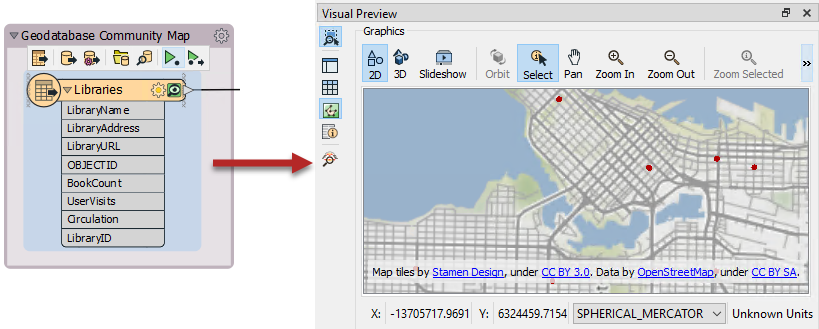 Geodatabase Community Map
Libraries
LibraryName
LibraryAddress
LibraryURL
OBJECTID
BookCount
UserVisits
Circulation
LibraryID
Visual Preview
Graphics
2D 3D Slideshow Orbit Select Pan Zoom In Zoom Out Zoom Selected »
Map tiles by Stamen Design, under CC BY 3.0. Data by OpenStreetMap, under CC BY SA.
X: -13705717.9691 Y: 6324459.7154 SPHERICAL_MERCATOR Unknown Units